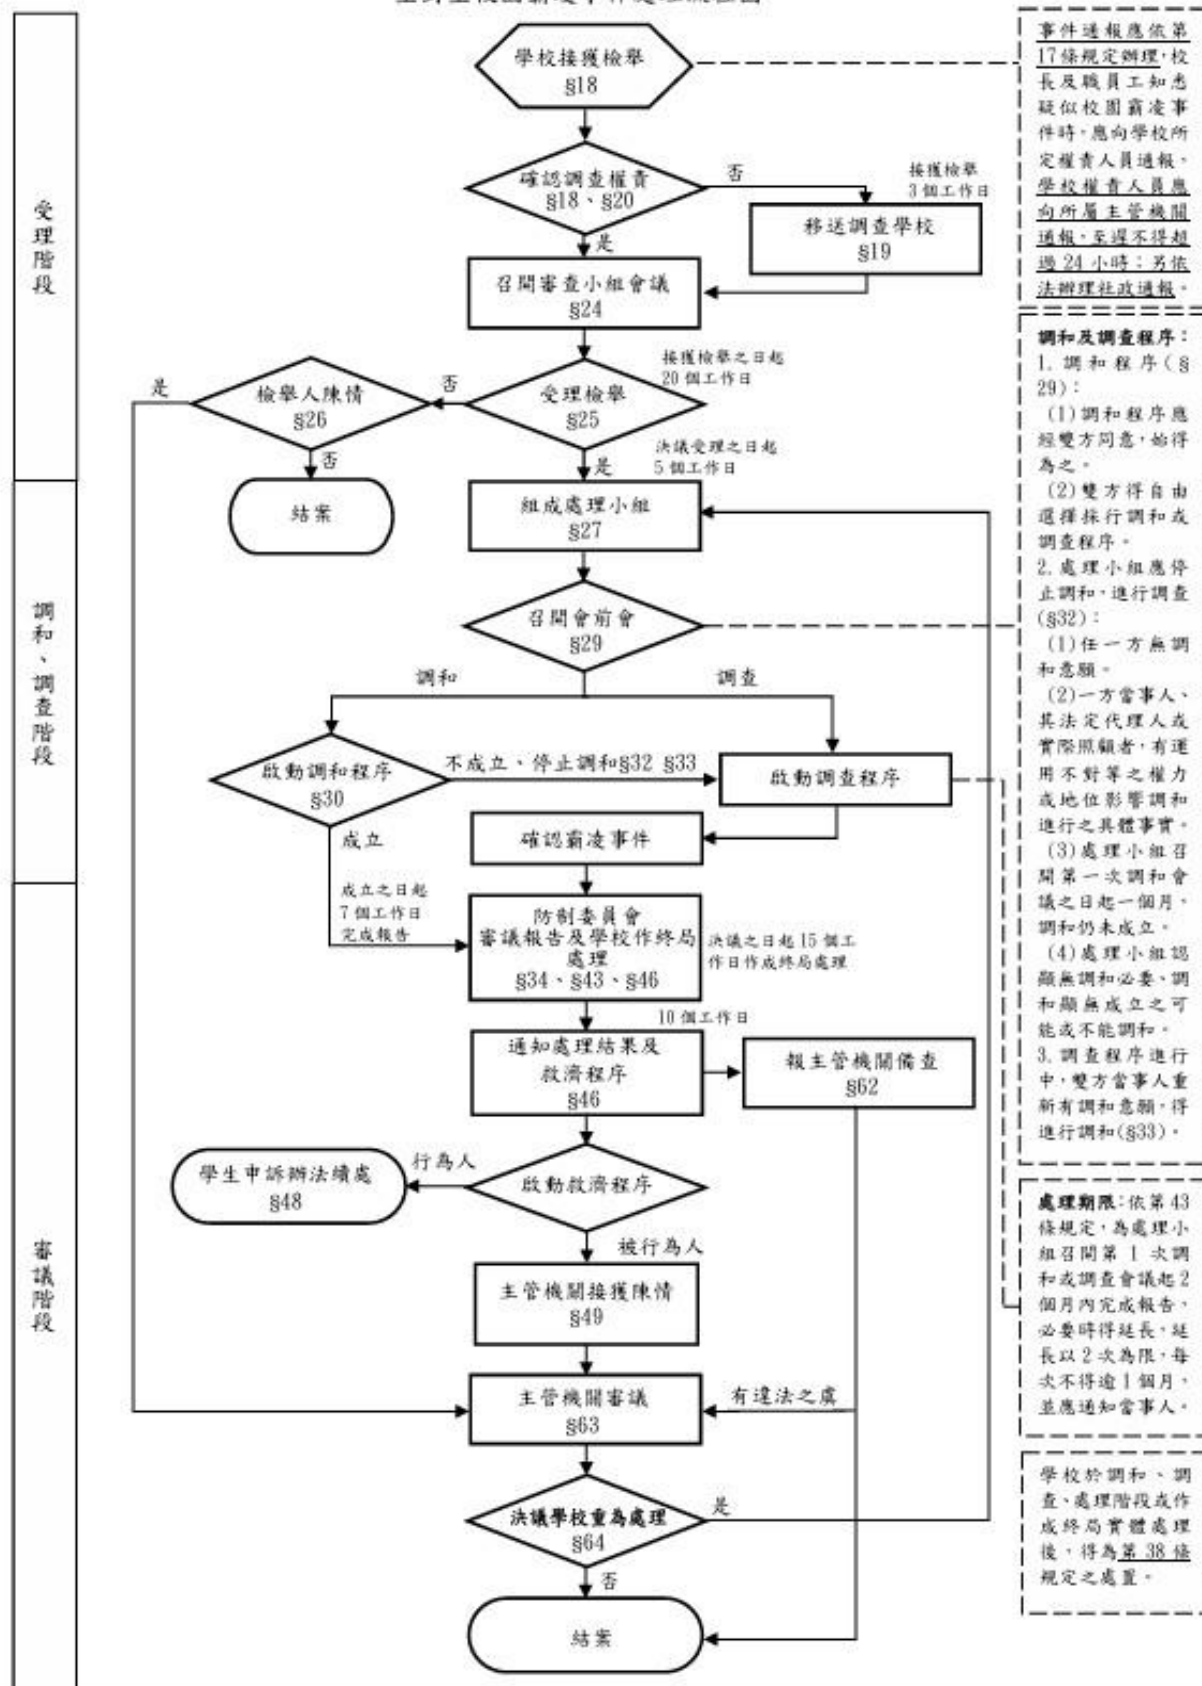 受理階段
調和、調查階段
審議階段
學校接獲檢舉
§18
確認調查權責
§18、§20
否
接獲檢舉
3個工作日
移送調查學校
§19
是
召開審查小組會議
§24
接獲檢舉之日起
20個工作日
受理檢舉
§25
否
檢舉人陳情
§26
是
否
結案
決議受理之日起
5個工作日
是
組成處理小組
§27
召開會前會
§29
調和
調查
啟動調和程序
§30
不成立、停止調和§32 §33
啟動調查程序
成立
確認霸凌事件
成立之日起
7個工作日
完成報告
防制委員會
審議報告及學校作終局
處理
§34、§43、§46
決議之日起15個工
作日作成終局處理
10個工作日
通知處理結果及
救濟程序
§46
報主管機關備查
§62
啟動救濟程序
行為人
學生申訴辦法續處
§48
被行為人
主管機關接獲陳情
§49
主管機關審議
§63
有違法之虞
決議學校重為處理
§64
是
否
結案
事件通報應依第
17條規定辦理,校
長及職員工知悉
疑似校園霸凌事
件時,應向學校所
定權責人員通報,
學校權責人員應
向所屬主管機關
通報,至遲不得超
過24小時;另依
法辦理社政通報。
調和及調查程序:
1. 調和程序(§
29):
(1)調和程序應
經雙方同意,始得
為之。
(2)雙方得自由
選擇採行調和或
調查程序。
2.處理小組應停
止調和,進行調查
(§32):
(1)任一方無調
和意願。
(2)一方當事人、
其法定代理人或
實際照顧者,有運
用不對等之權力
或地位影響調和
進行之具體事實。
(3)處理小組召
開第一次調和會
議之日起一個月,
調和仍未成立。
(4)處理小組認
顯無調和必要、調
和顯無成立之可
能或不能調和。
3.調查程序進行
中,雙方當事人重
新有調和意願,得
進行調和(§33)。
處理期限:依第43
條規定,為處理小
組召開第1次調
和或調查會議起2
個月內完成報告,
必要時得延長,延
長以2次為限,每
次不得逾1個月,
並應通知當事人。
學校於調和、調
查、處理階段或作
成終局實體處理
後,得為第38條
規定之處置。